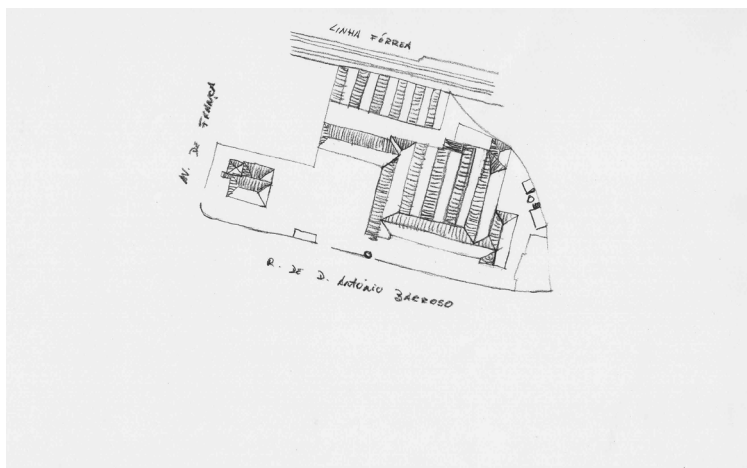 LINHA FÉRREA
AV. DE FRANÇA
R. DE D. ANTÓNIO BARROSO